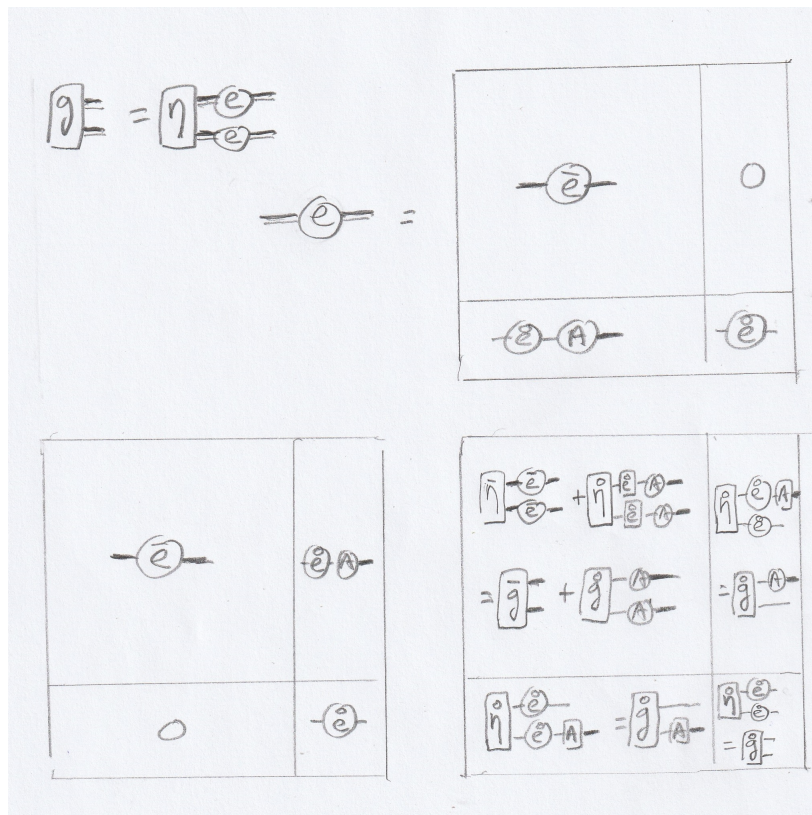 g = η e
e
e =
ē 0
e̊ A e̊
ē e̊ A
0 e̊
η̄ ē + η̊ e̊ A
ē e̊ A
η̊ e̊ A
e̊
= ḡ + g̊ A
A
= g̊ A
η̊ e̊ = g̊
e̊ A A
η̊ e̊
e̊
= g̊